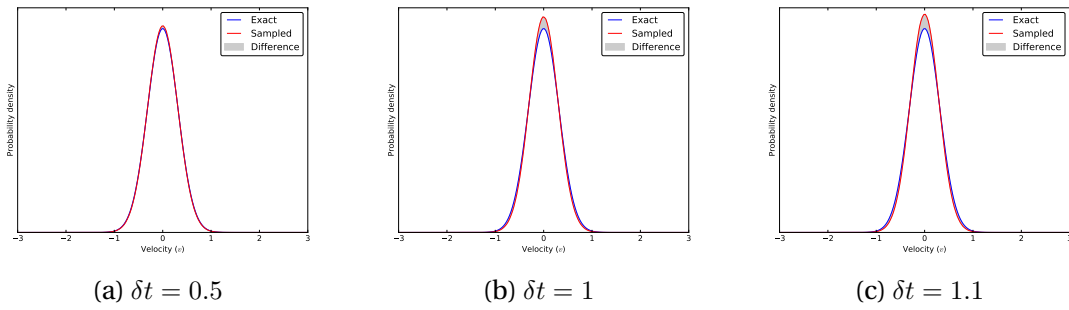 Exact
Sampled
Difference
Probability density
−3 −2 −1 0 1 2 3
Velocity (v)
(a) δt = 0.5
Exact
Sampled
Difference
Probability density
−3 −2 −1 0 1 2 3
Velocity (v)
(b) δt = 1
Exact
Sampled
Difference
Probability density
−3 −2 −1 0 1 2 3
Velocity (v)
(c) δt = 1.1